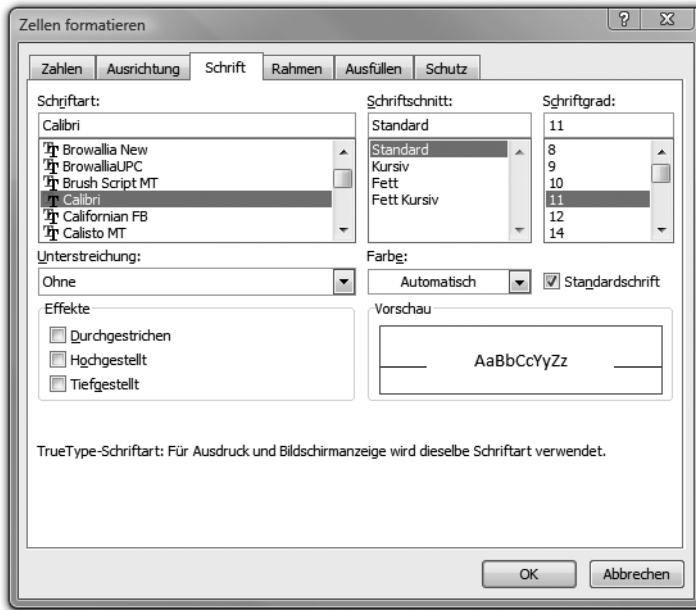 Zellen formatieren
Zahlen Ausrichtung Schrift Rahmen Ausfüllen Schutz
Schriftart: Schriftschnitt: Schriftgrad:
Calibri Standard 11
Browallia New Standard 8
BrowalliaUPC Kursiv 9
Brush Script MT Fett 10
Calibri Fett Kursiv 11
Californian FB 12
Calisto MT 14
Unterstreichung: Farbe:
Ohne Automatisch Standardschrift
Effekte Vorschau
Durchgestrichen
Hochgestellt AaBbCcYyZz
Tiefgestellt
TrueType-Schriftart: Für Ausdruck und Bildschirmanzeige wird dieselbe Schriftart verwendet.
OK Abbrechen